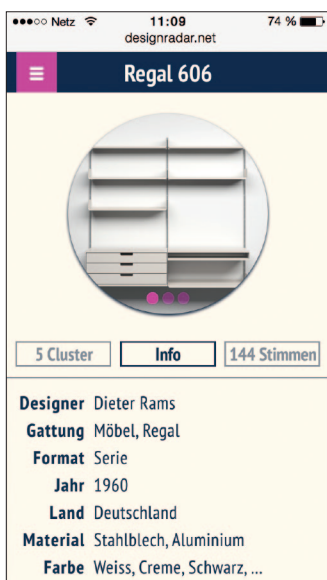 Netz 11:09 74 %
designradar.net
Regal 606
5 Cluster Info 144 Stimmen
Designer Dieter Rams
Gattung Möbel, Regal
Format Serie
Jahr 1960
Land Deutschland
Material Stahlblech, Aluminium
Farbe Weiss, Creme, Schwarz, ...